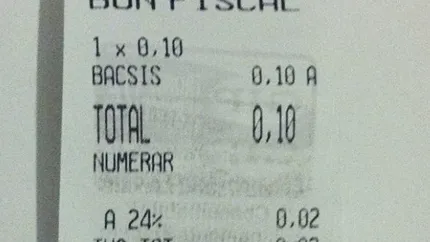 BON FISCAL
1 x 0,10
BACSIS 0,10 A
TOTAL 0,10
NUMERAR
A 24% 0.02